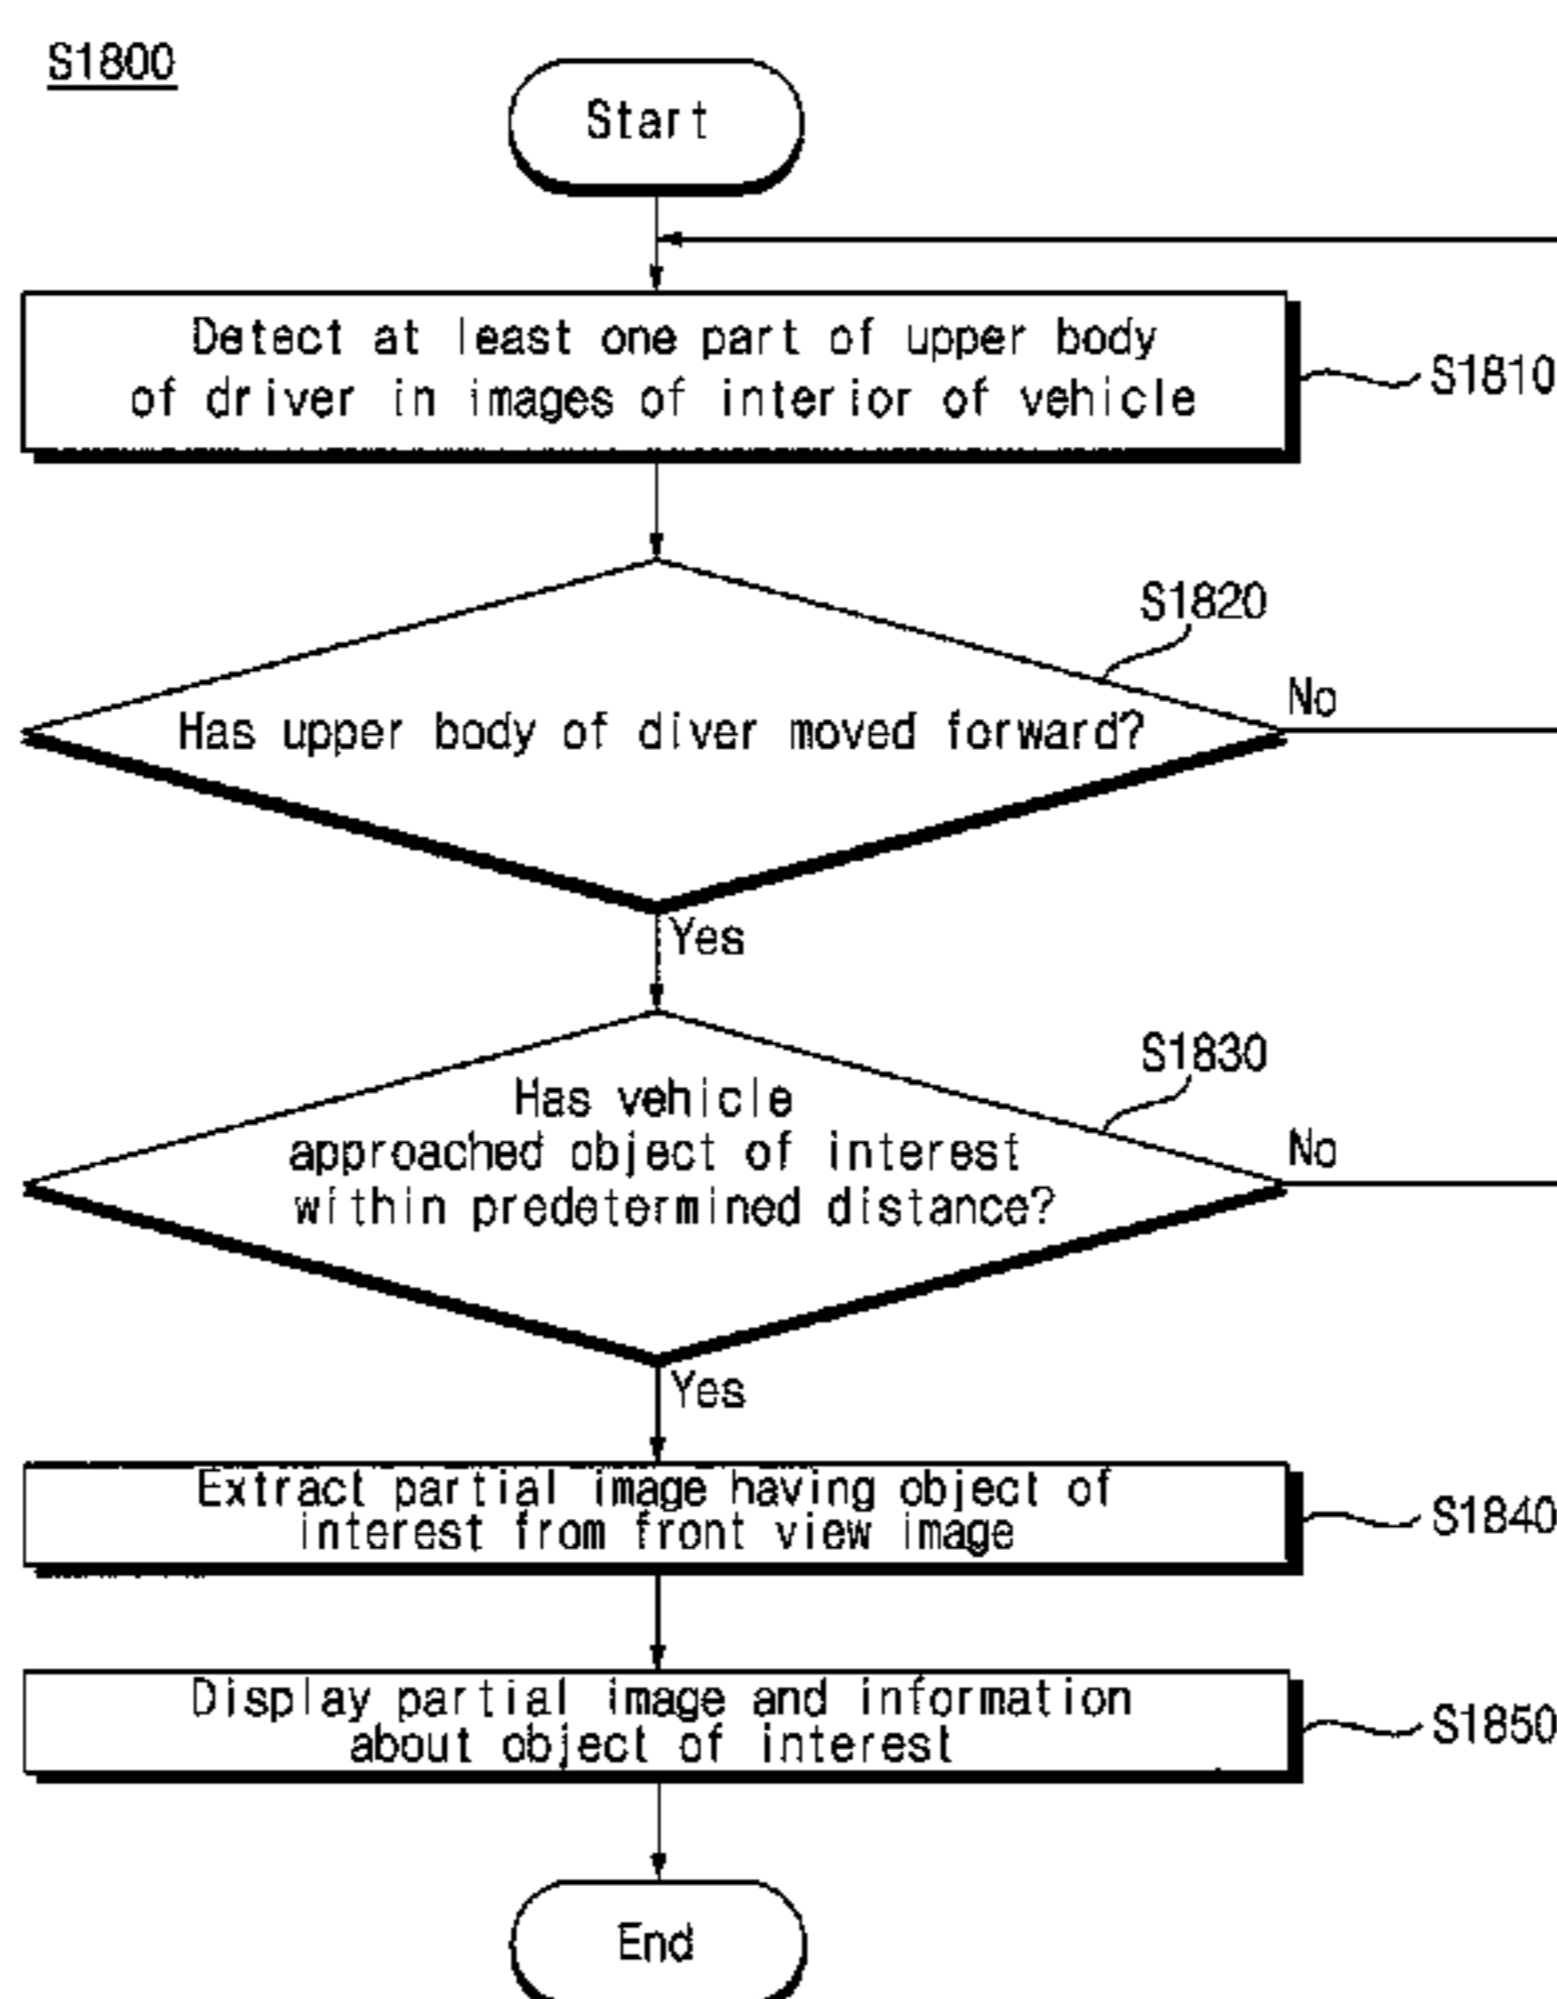 S1800
Start
Detect at least one part of upper body
of driver in images of interior of vehicle
S1810
S1820
Has upper body of diver moved forward?
No
Yes
S1830
Has vehicle
approached object of interest
within predetermined distance?
No
Yes
Extract partial image having object of
interest from front view image
S1840
Display partial image and information
about object of interest
S1850
End